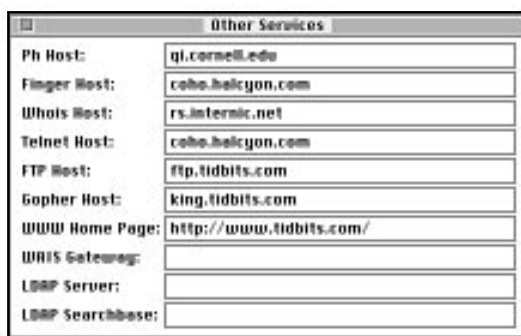 Other Services
Ph Host: qi.cornell.edu
Finger Host: coho.halcyon.com
Whois Host: rs.internic.net
Telnet Host: coho.halcyon.com
FTP Host: ftp.tidbits.com
Gopher Host: king.tidbits.com
WWW Home Page: http://www.tidbits.com/
WAIS Gateway:
LDAP Server:
LDAP Searchbase: